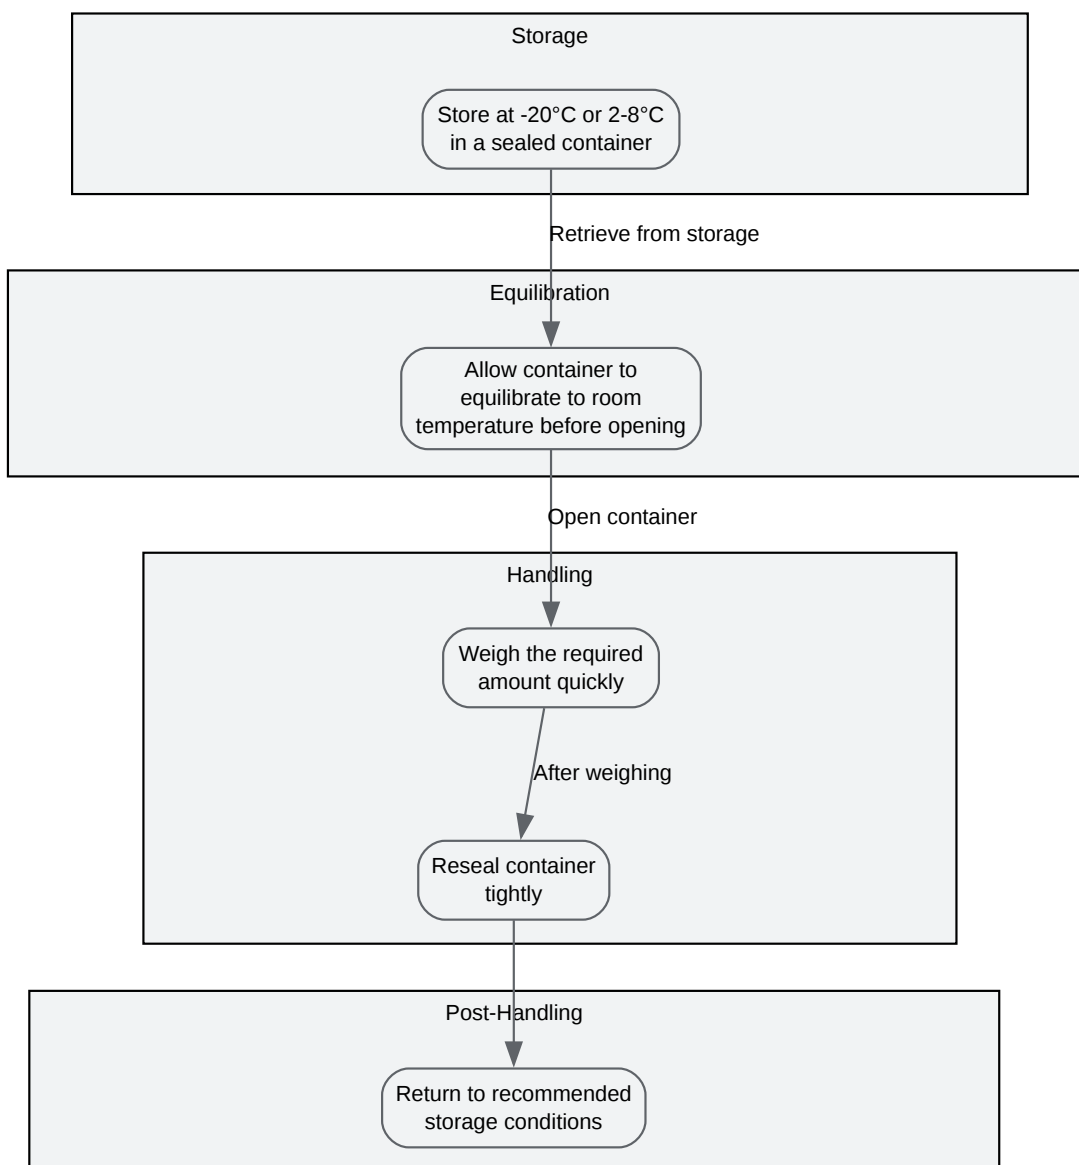 Storage
Store at -20°C or 2-8°C
in a sealed container
Retrieve from storage
Equilibration
Allow container to
equilibrate to room
temperature before opening
Open container
Handling
Weigh the required
amount quickly
After weighing
Reseal container
tightly
Post-Handling
Return to recommended
storage conditions